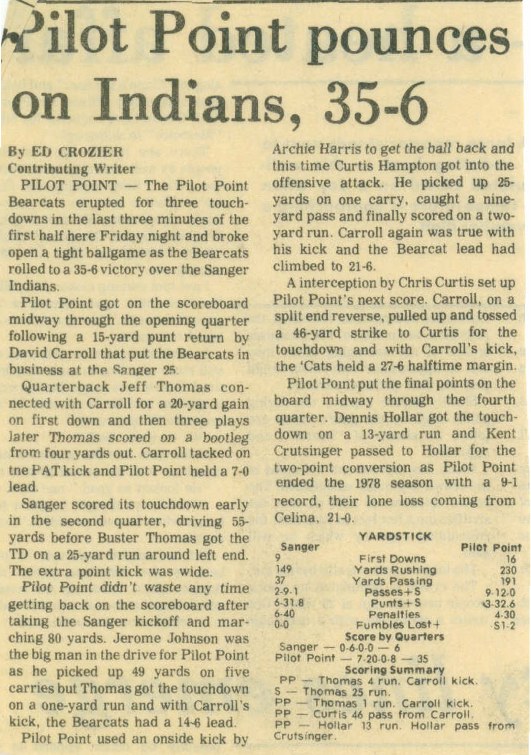 Pilot Point pounces
on Indians, 35-6
By ED CROZIER
Contributing Writer
PILOT POINT — The Pilot Point
Bearcats erupted for three touch-
downs in the last three minutes of the
first half here Friday night and broke
open a tight ballgame as the Bearcats
rolled to a 35-6 victory over the Sanger
Indians.
Pilot Point got on the scoreboard
midway through the opening quarter
following a 15-yard punt return by
David Carroll that put the Bearcats in
business at the Sanger 25.
Quarterback Jeff Thomas con-
nected with Carroll for a 20-yard gain
on first down and then three plays
later Thomas scored on a bootleg
from four yards out. Carroll tacked on
the PAT kick and Pilot Point held a 7-0
lead.
Sanger scored its touchdown early
in the second quarter, driving 55-
yards before Buster Thomas got the
TD on a 25-yard run around left end.
The extra point kick was wide.
Pilot Point didn't waste any time
getting back on the scoreboard after
taking the Sanger kickoff and mar-
ching 80 yards. Jerome Johnson was
the big man in the drive for Pilot Point
as he picked up 49 yards on five
carries but Thomas got the touchdown
on a one-yard run and with Carroll's
kick, the Bearcats had a 14-6 lead.
Pilot Point used an onside kick by
Archie Harris to get the ball back and
this time Curtis Hampton got into the
offensive attack. He picked up 25-
yards on one carry, caught a nine-
yard pass and finally scored on a two-
yard run. Carroll again was true with
his kick and the Bearcat lead had
climbed to 21-6.
A interception by Chris Curtis set up
Pilot Point's next score. Carroll, on a
split end reverse, pulled up and tossed
a 46-yard strike to Curtis for the
touchdown and with Carroll's kick,
the 'Cats held a 27-6 halftime margin.
Pilot Point put the final points on the
board midway through the fourth
quarter. Dennis Hollar got the touch-
down on a 13-yard run and Kent
Crutsinger passed to Hollar for the
two-point conversion as Pilot Point
ended the 1978 season with a 9-1
record, their lone loss coming from
Celina, 21-0.
YARDSTICK
Sanger Pilot Point
9 First Downs 16
149 Yards Rushing 230
37 Yards Passing 191
2-9-1 Passes+S 9-12-0
6-31.8 Punts+S 3-32.6
6-40 Penalties 4-30
0-0 Fumbles Lost+ S1-2
Score by Quarters
Sanger — 0-6-0-0 — 6
Pilot Point — 7-20-0-8 — 35
Scoring Summary
PP — Thomas 4 run. Carroll kick.
S — Thomas 25 run.
PP — Thomas 1 run. Carroll kick.
PP — Curtis 46 pass from Carroll.
PP — Hollar 13 run. Hollar pass from
Crutsinger.